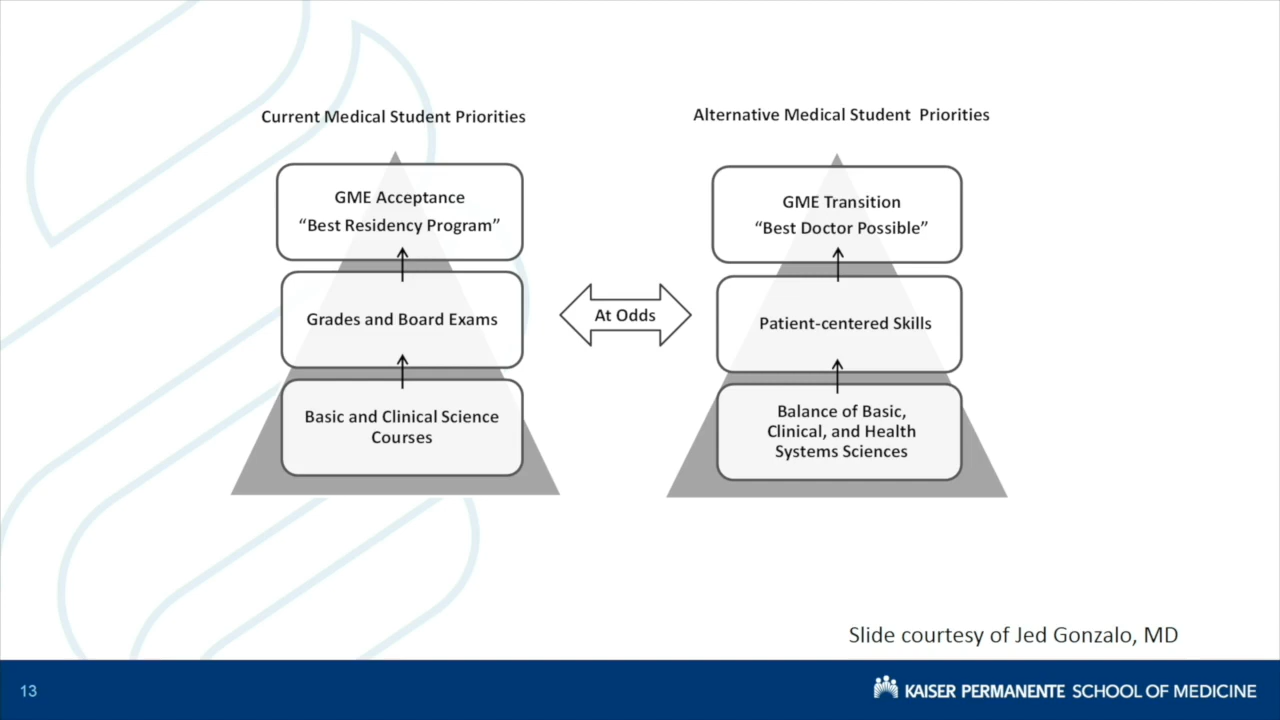 Current Medical Student Priorities
GME Acceptance
“Best Residency Program”
Grades and Board Exams
Basic and Clinical Science
Courses
At Odds
Alternative Medical Student Priorities
GME Transition
“Best Doctor Possible”
Patient-centered Skills
Balance of Basic,
Clinical, and Health
Systems Sciences
Slide courtesy of Jed Gonzalo, MD
13
KAISER PERMANENTE SCHOOL OF MEDICINE